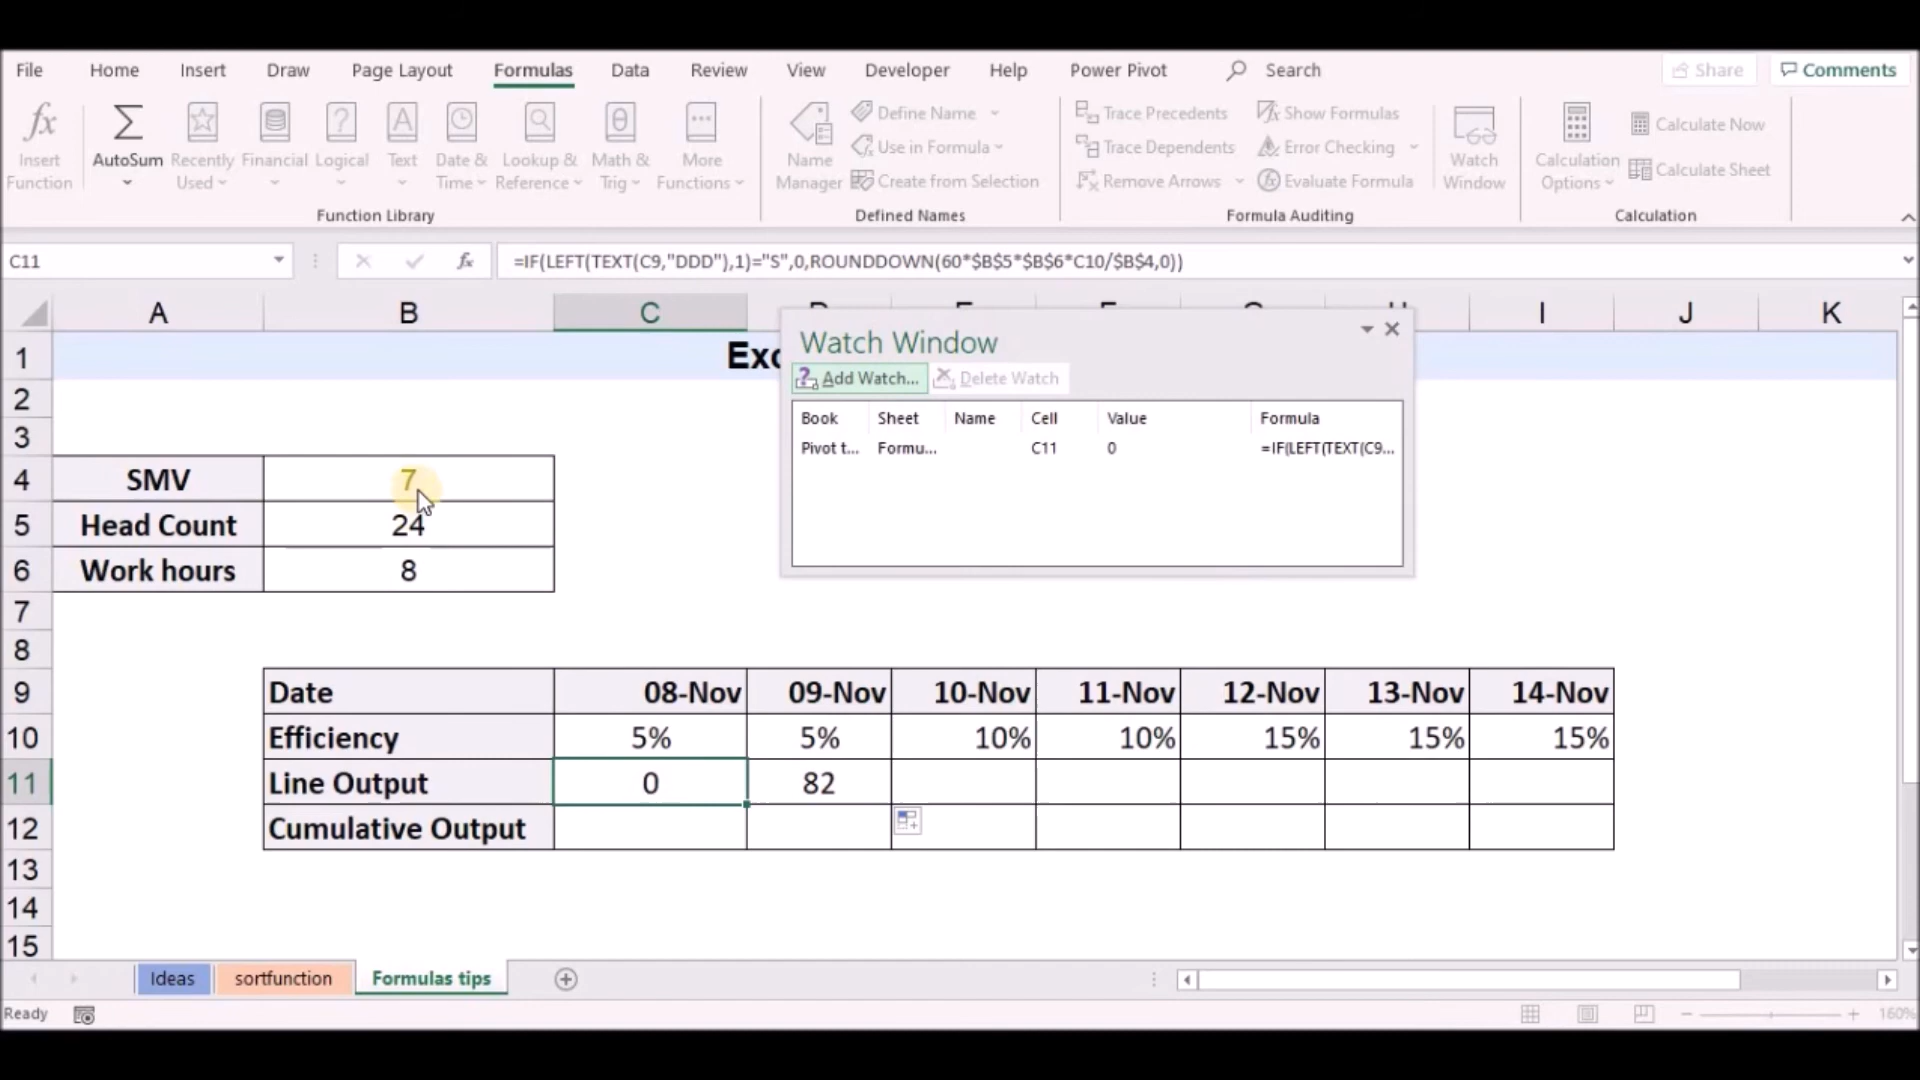 File Home Insert Draw Page Layout Formulas Data Review View Developer Help Power Pivot Search Share Comments
Insert Function
AutoSum
Recently Used
Financial
Logical
Text
Date & Time
Lookup & Reference
Math & Trig
More Functions
Function Library
Name Manager
Define Name
Use in Formula
Create from Selection
Defined Names
Trace Precedents
Trace Dependents
Remove Arrows
Show Formulas
Error Checking
Evaluate Formula
Formula Auditing
Watch Window
Calculation Options
Calculate Now
Calculate Sheet
Calculation
C11 fx =IF(LEFT(TEXT(C9,"DDD"),1)="S",0,ROUNDDOWN(60*$B$5*$B$6*C10/$B$4,0))
A B C I J K
Watch Window
Add Watch... Delete Watch
Book Sheet Name Cell Value Formula
Pivot t... Formu... C11 0 =IF(LEFT(TEXT(C9...
1 Exc
2
3
4 SMV 7
5 Head Count 24
6 Work hours 8
7
8
9 Date 08-Nov 09-Nov 10-Nov 11-Nov 12-Nov 13-Nov 14-Nov
10 Efficiency 5% 5% 10% 10% 15% 15% 15%
11 Line Output 0 82
12 Cumulative Output
13
14
15
Ideas sortfunction Formulas tips
Ready 160%